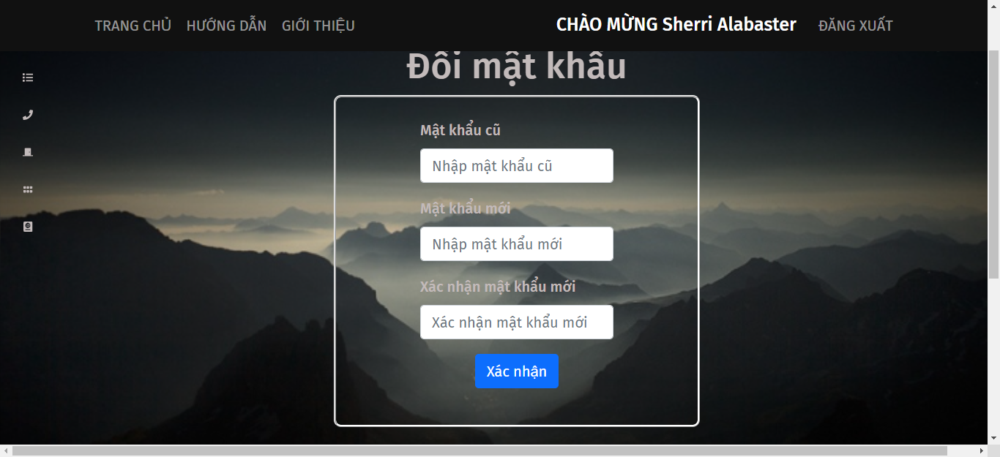 TRANG CHỦ HƯỚNG DẪN GIỚI THIỆU CHÀO MỪNG Sherri Alabaster ĐĂNG XUẤT
Đổi mật khẩu
Mật khẩu cũ
Nhập mật khẩu cũ
Mật khẩu mới
Nhập mật khẩu mới
Xác nhận mật khẩu mới
Xác nhận mật khẩu mới
Xác nhận